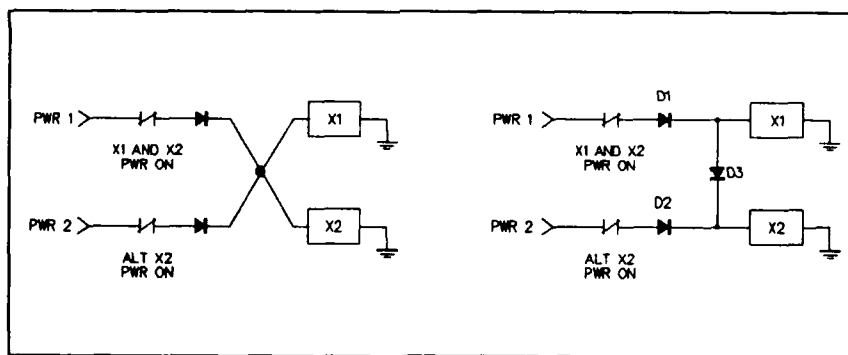 PWR 1
X1 AND X2
PWR ON
X1
PWR 2
ALT X2
PWR ON
X2
PWR 1
D1
X1 AND X2
PWR ON
X1
D3
PWR 2
D2
ALT X2
PWR ON
X2